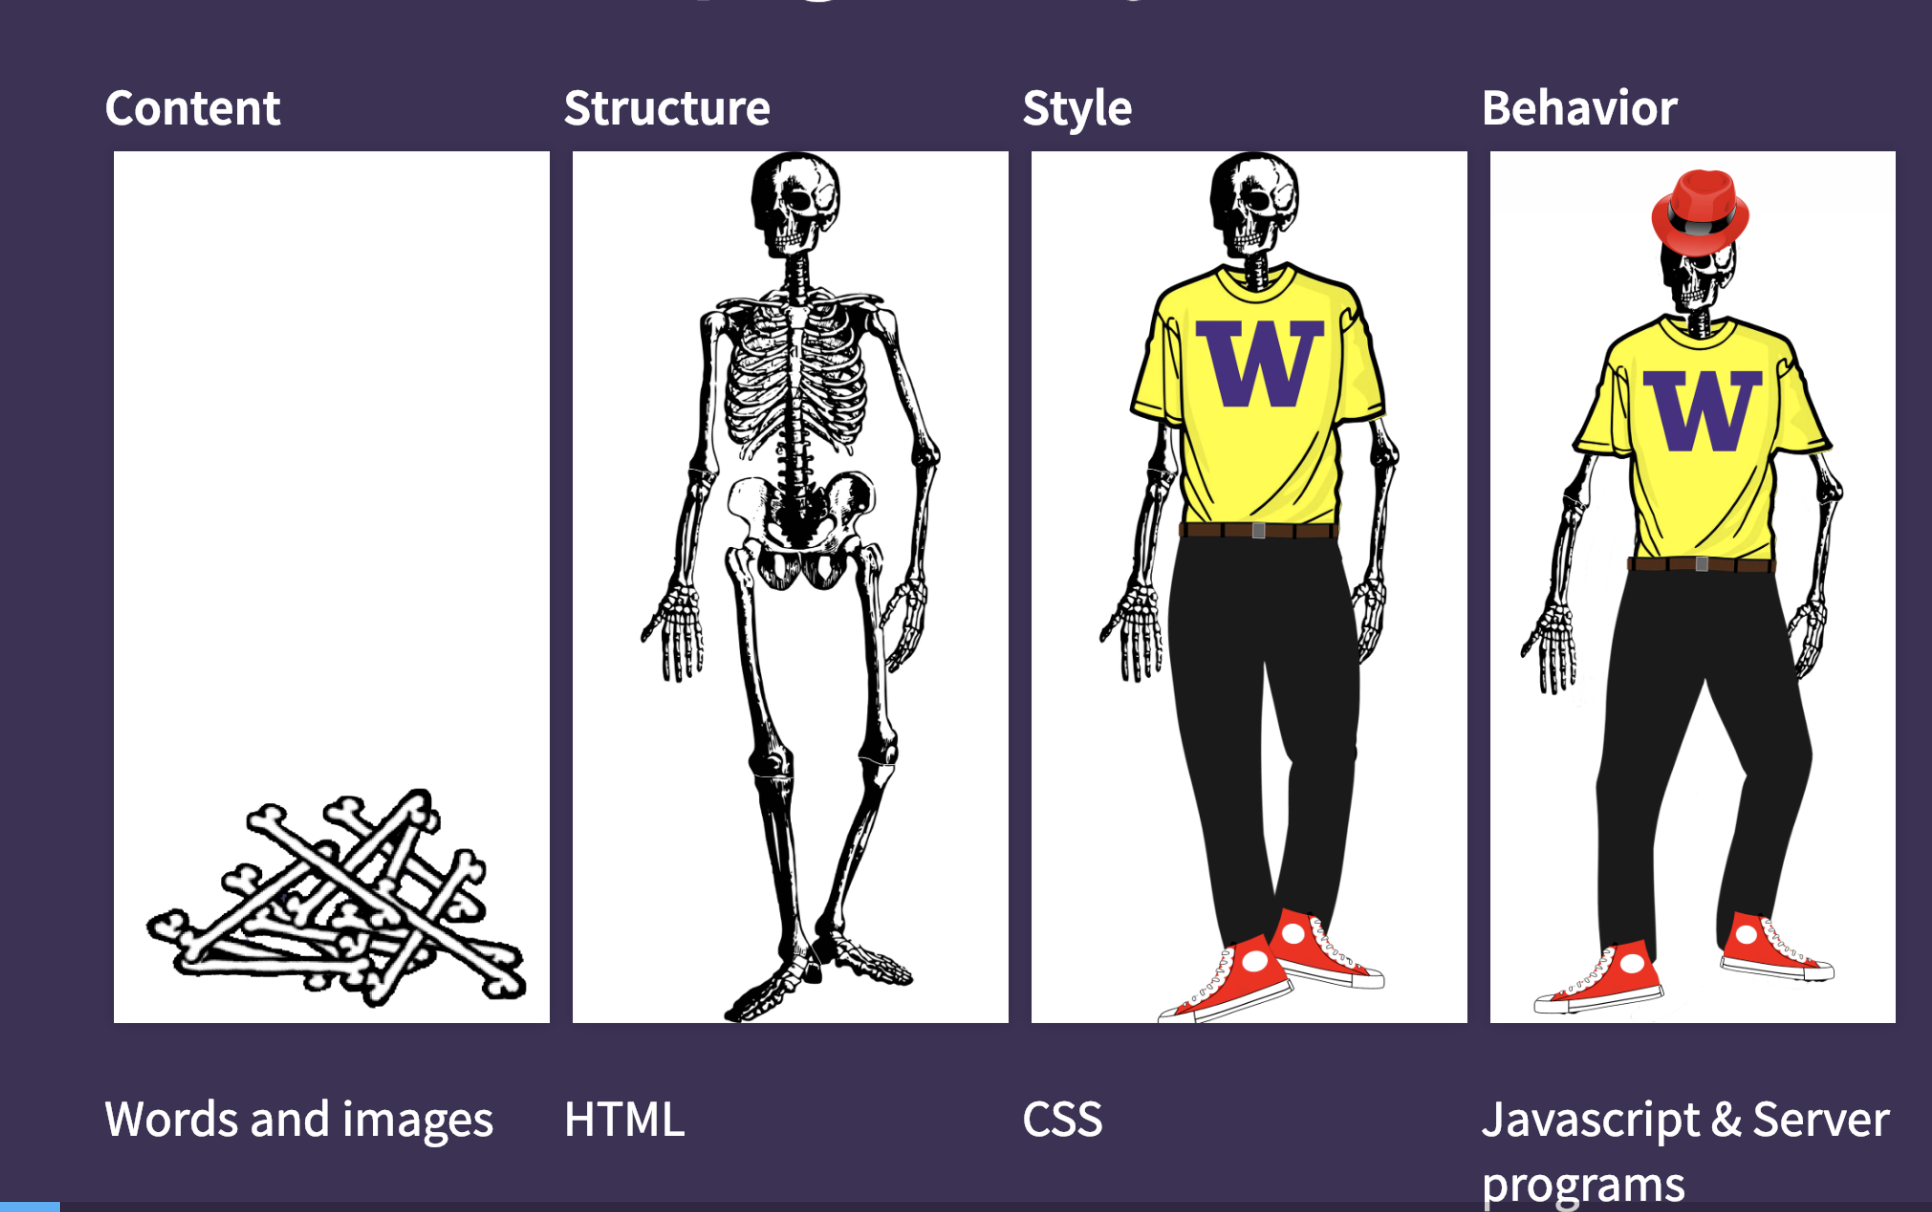 Content
Structure
Style
Behavior
W
W
Words and images
HTML
CSS
Javascript & Server
programs